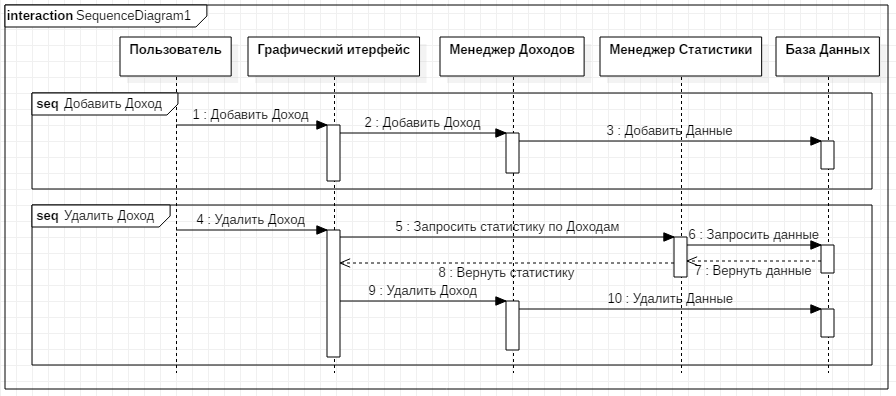 interaction SequenceDiagram1
Пользователь
Графический итерфейс
Менеджер Доходов
Менеджер Статистики
База Данных
seq Добавить Доход
1 : Добавить Доход
2 : Добавить Доход
3 : Добавить Данные
seq Удалить Доход
4 : Удалить Доход
5 : Запросить статистику по Доходам
6 : Запросить данные
7 : Вернуть данные
8 : Вернуть статистику
9 : Удалить Доход
10 : Удалить Данные